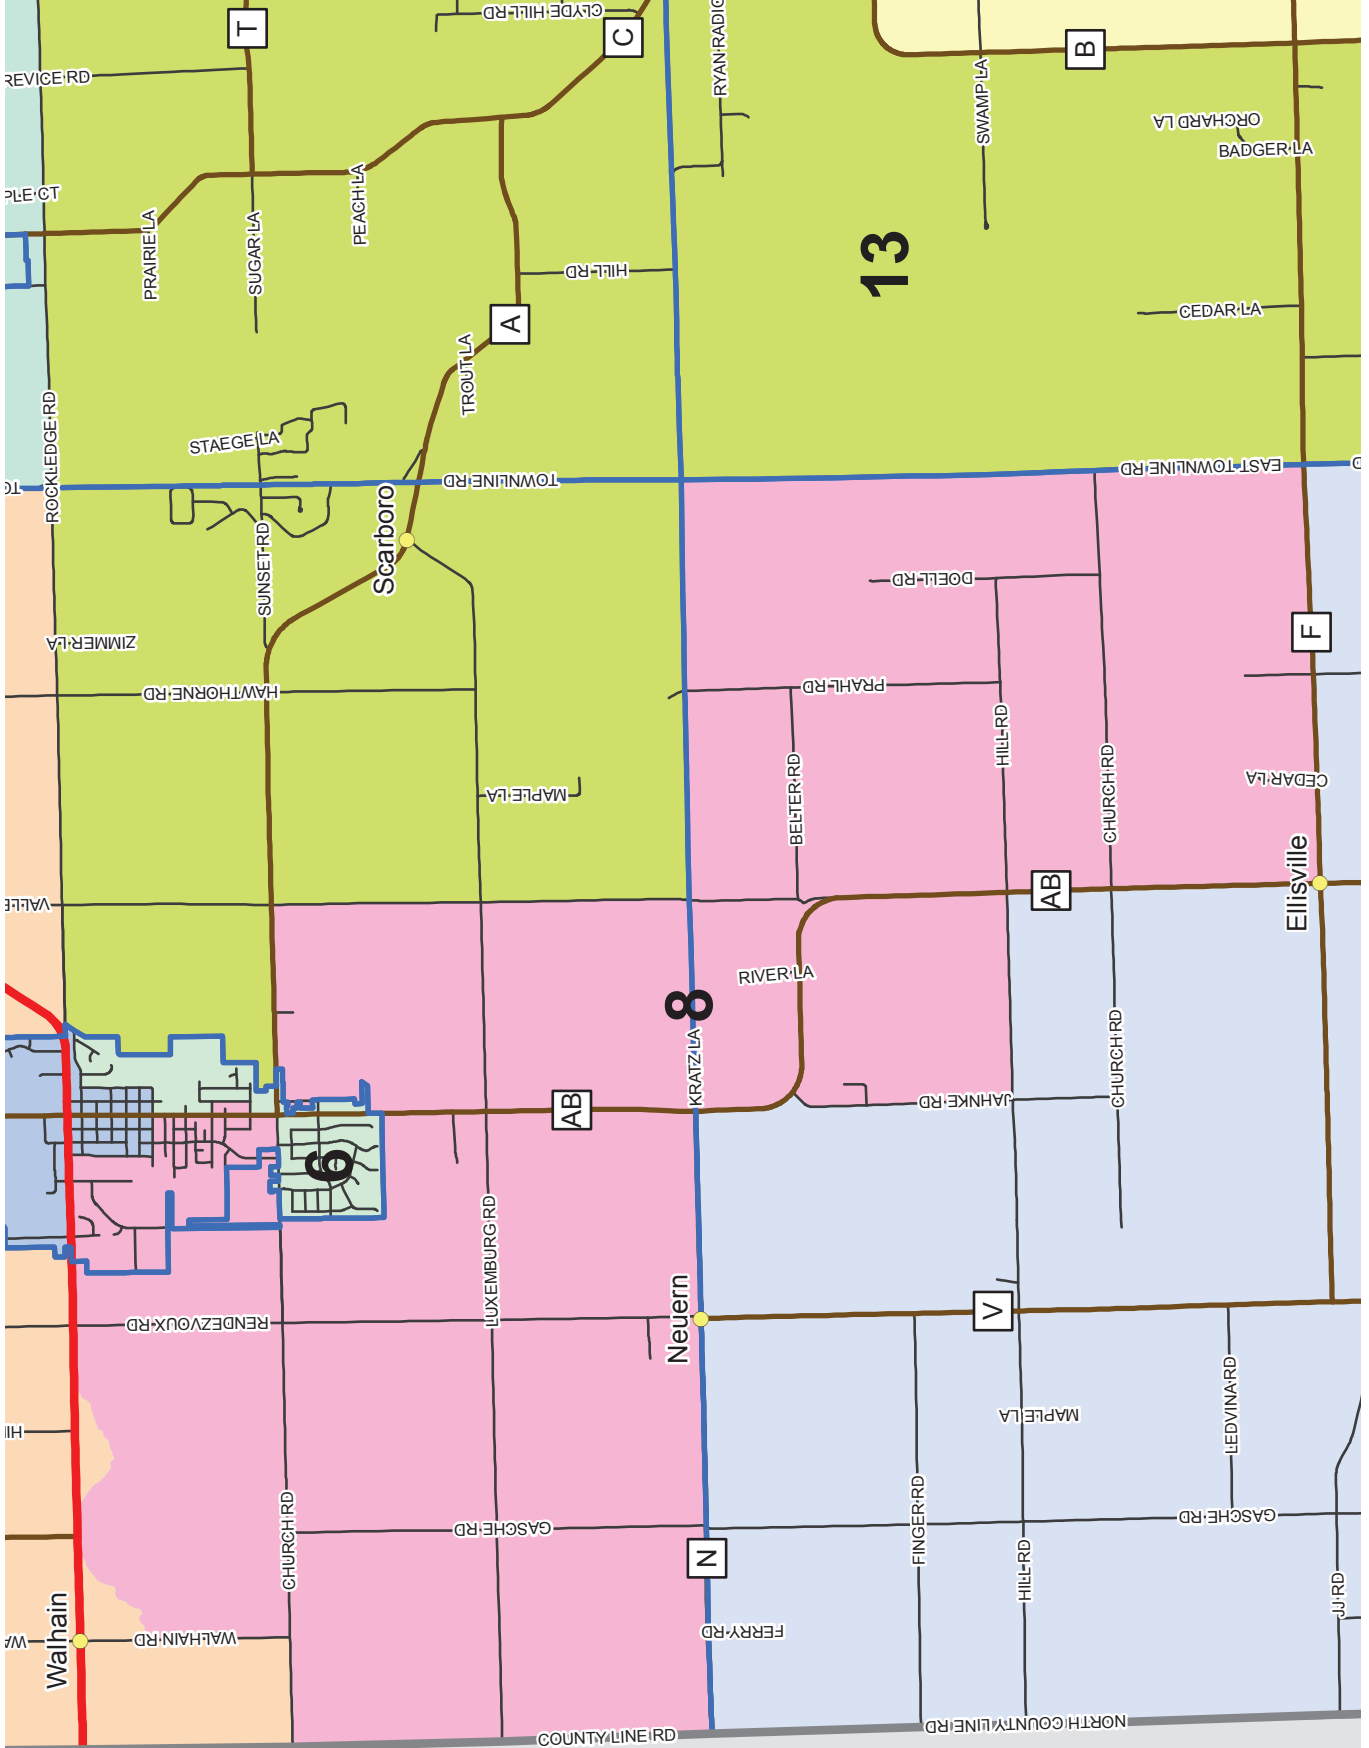 T
CLYDE HILL RD
C
RYAN RADIO
B
REVICE RD
SWAMP LA
ORCHARD LA
BADGER LA
PLE CT
PRAIRIE LA
SUGAR LA
PEACH LA
HILL RD
13
A
CEDAR LA
TROUT LA
ROCKLEDGE RD
STAEGE LA
TO
TOWNLINE RD
EAST TOWNLINE RD
D
SUNSET RD
Scarboro
DOELL RD
ZIMMER LA
F
HAWTHORNE RD
PRAHL RD
HILL RD
MAPLE LA
BELTER RD
CHURCH RD
CEDAR LA
VALLE
AB
Ellisville
RIVER LA
8
KRATZ LA
CHURCH RD
AB
JAHNKE RD
6
LUXEMBURG RD
RENDEZVOUX RD
Neuern
V
HI
MAPLE LA
LEDVINA RD
CHURCH RD
GASCHE RD
FINGER RD
GASCHE RD
N
HILL RD
JJ RD
Walhain
WA
WALHAIN RD
FERRY RD
COUNTY LINE RD
NORTH COUNTY LINE RD